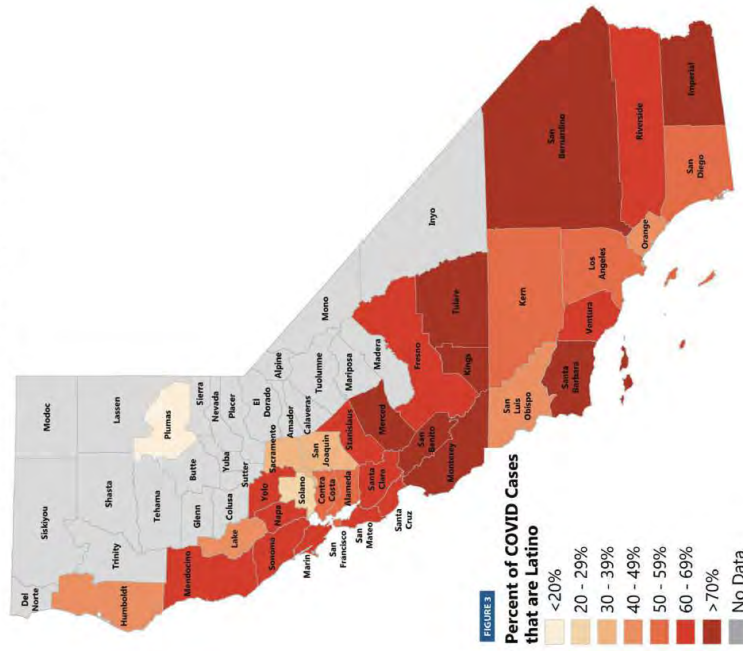 FIGURE 3
Percent of COVID Cases
that are Latino
<20%
20 - 29%
30 - 39%
40 - 49%
50 - 59%
60 - 69%
>70%
No Data
Del
Norte
Siskiyou
Modoc
Trinity
Shasta
Lassen
Humboldt
Tehama
Plumas
Mendocino
Glenn
Butte
Sierra
Lake
Colusa
Yuba
Nevada
Sutter
Placer
Sonoma
Napa
Yolo
Sacramento
El
Dorado
Alpine
Marin
Solano
Amador
San
Francisco
Contra
Costa
San
Joaquin
Calaveras
Tuolumne
Mono
San
Mateo
Alameda
Stanislaus
Mariposa
Santa
Cruz
Santa
Clara
Merced
Madera
San
Benito
Monterey
Fresno
Kings
Tulare
Inyo
San
Luis
Obispo
Kern
San
Bernardino
Santa
Barbara
Ventura
Los
Angeles
Orange
Riverside
San
Diego
Imperial